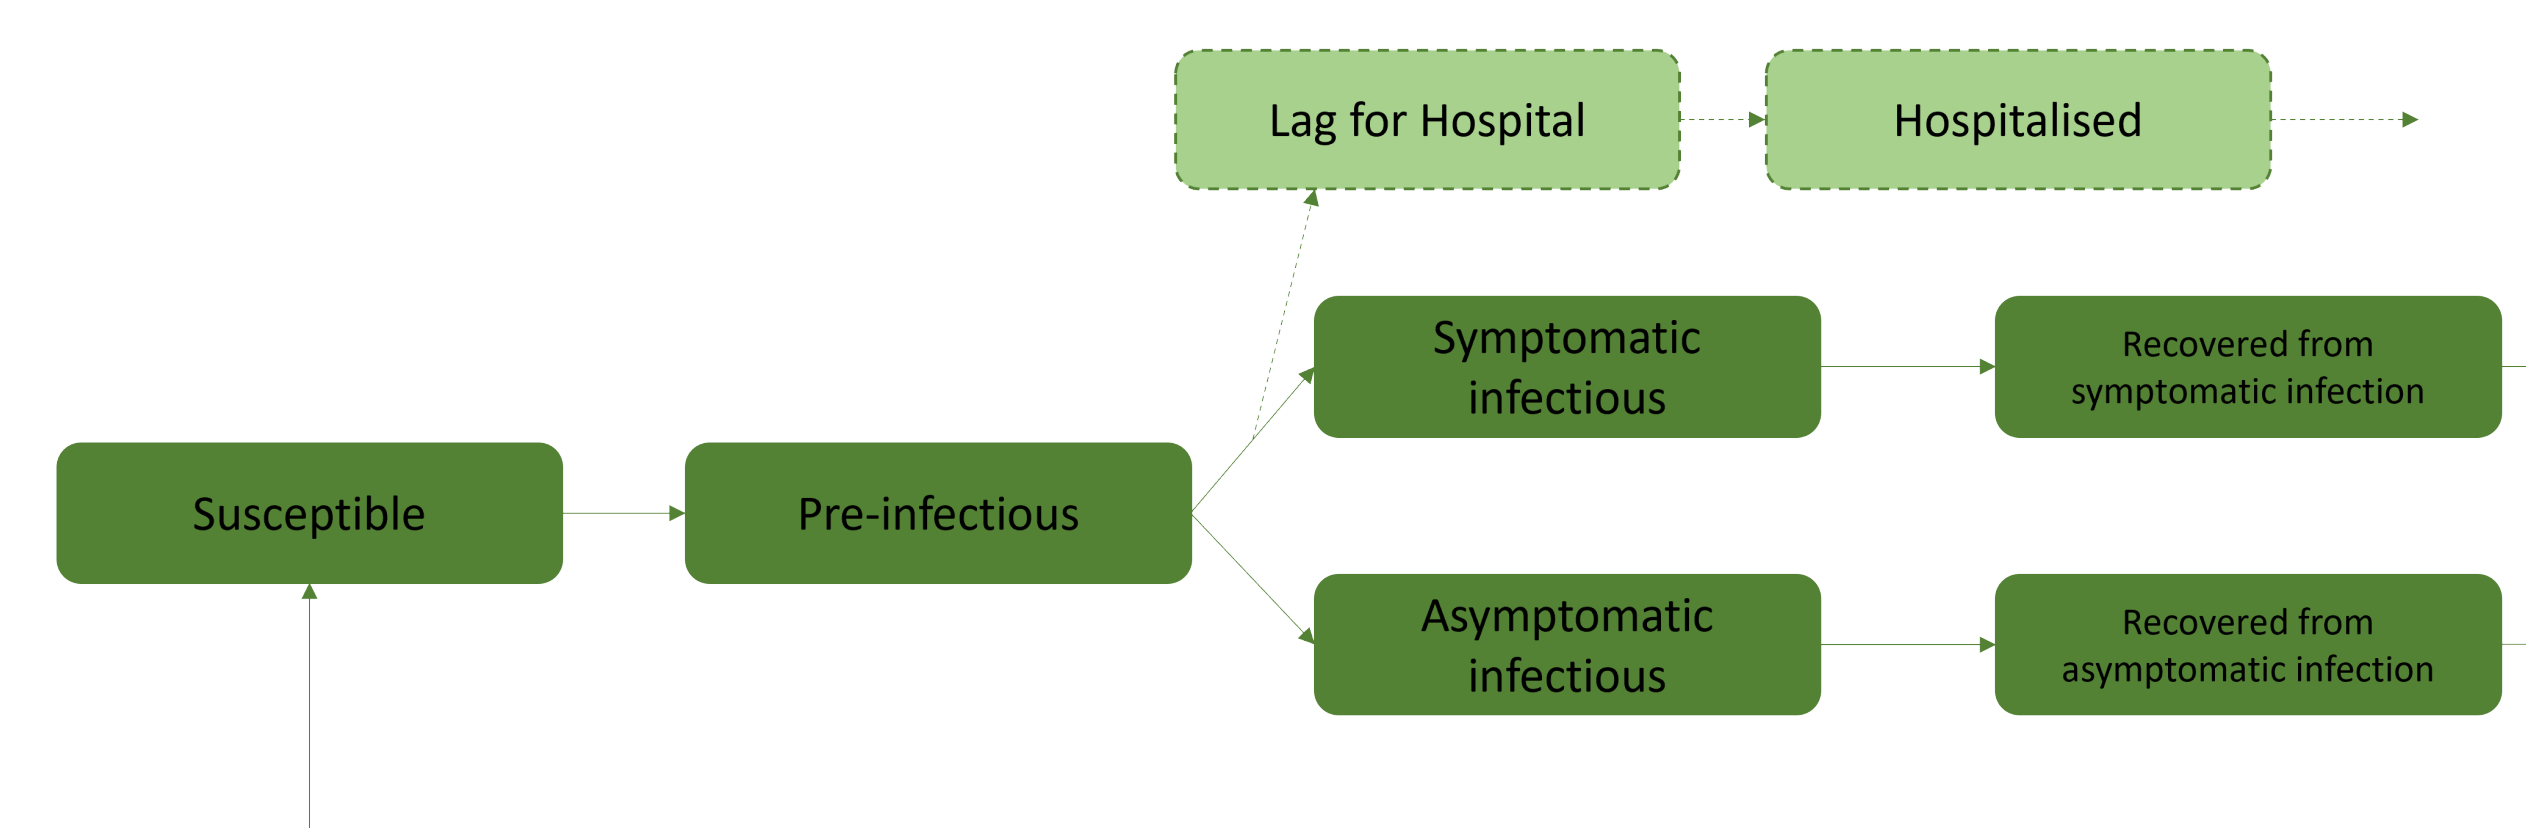 Lag for Hospital
Hospitalised
Symptomatic
infectious
Recovered from
symptomatic infection
Susceptible
Pre-infectious
Asymptomatic
infectious
Recovered from
asymptomatic infection